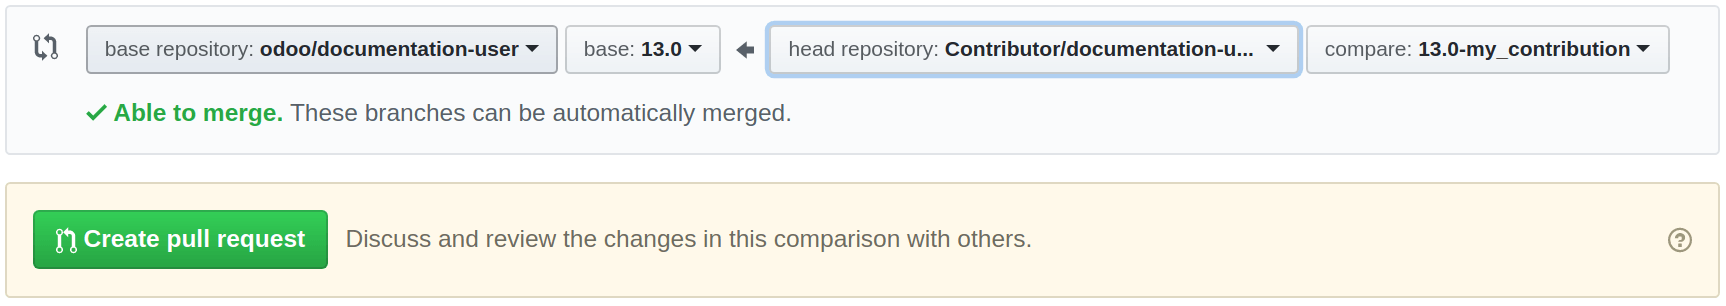 base repository: odoo/documentation-user base: 13.0 head repository: Contributor/documentation-u... compare: 13.0-my_contribution
Able to merge. These branches can be automatically merged.
Create pull request Discuss and review the changes in this comparison with others.